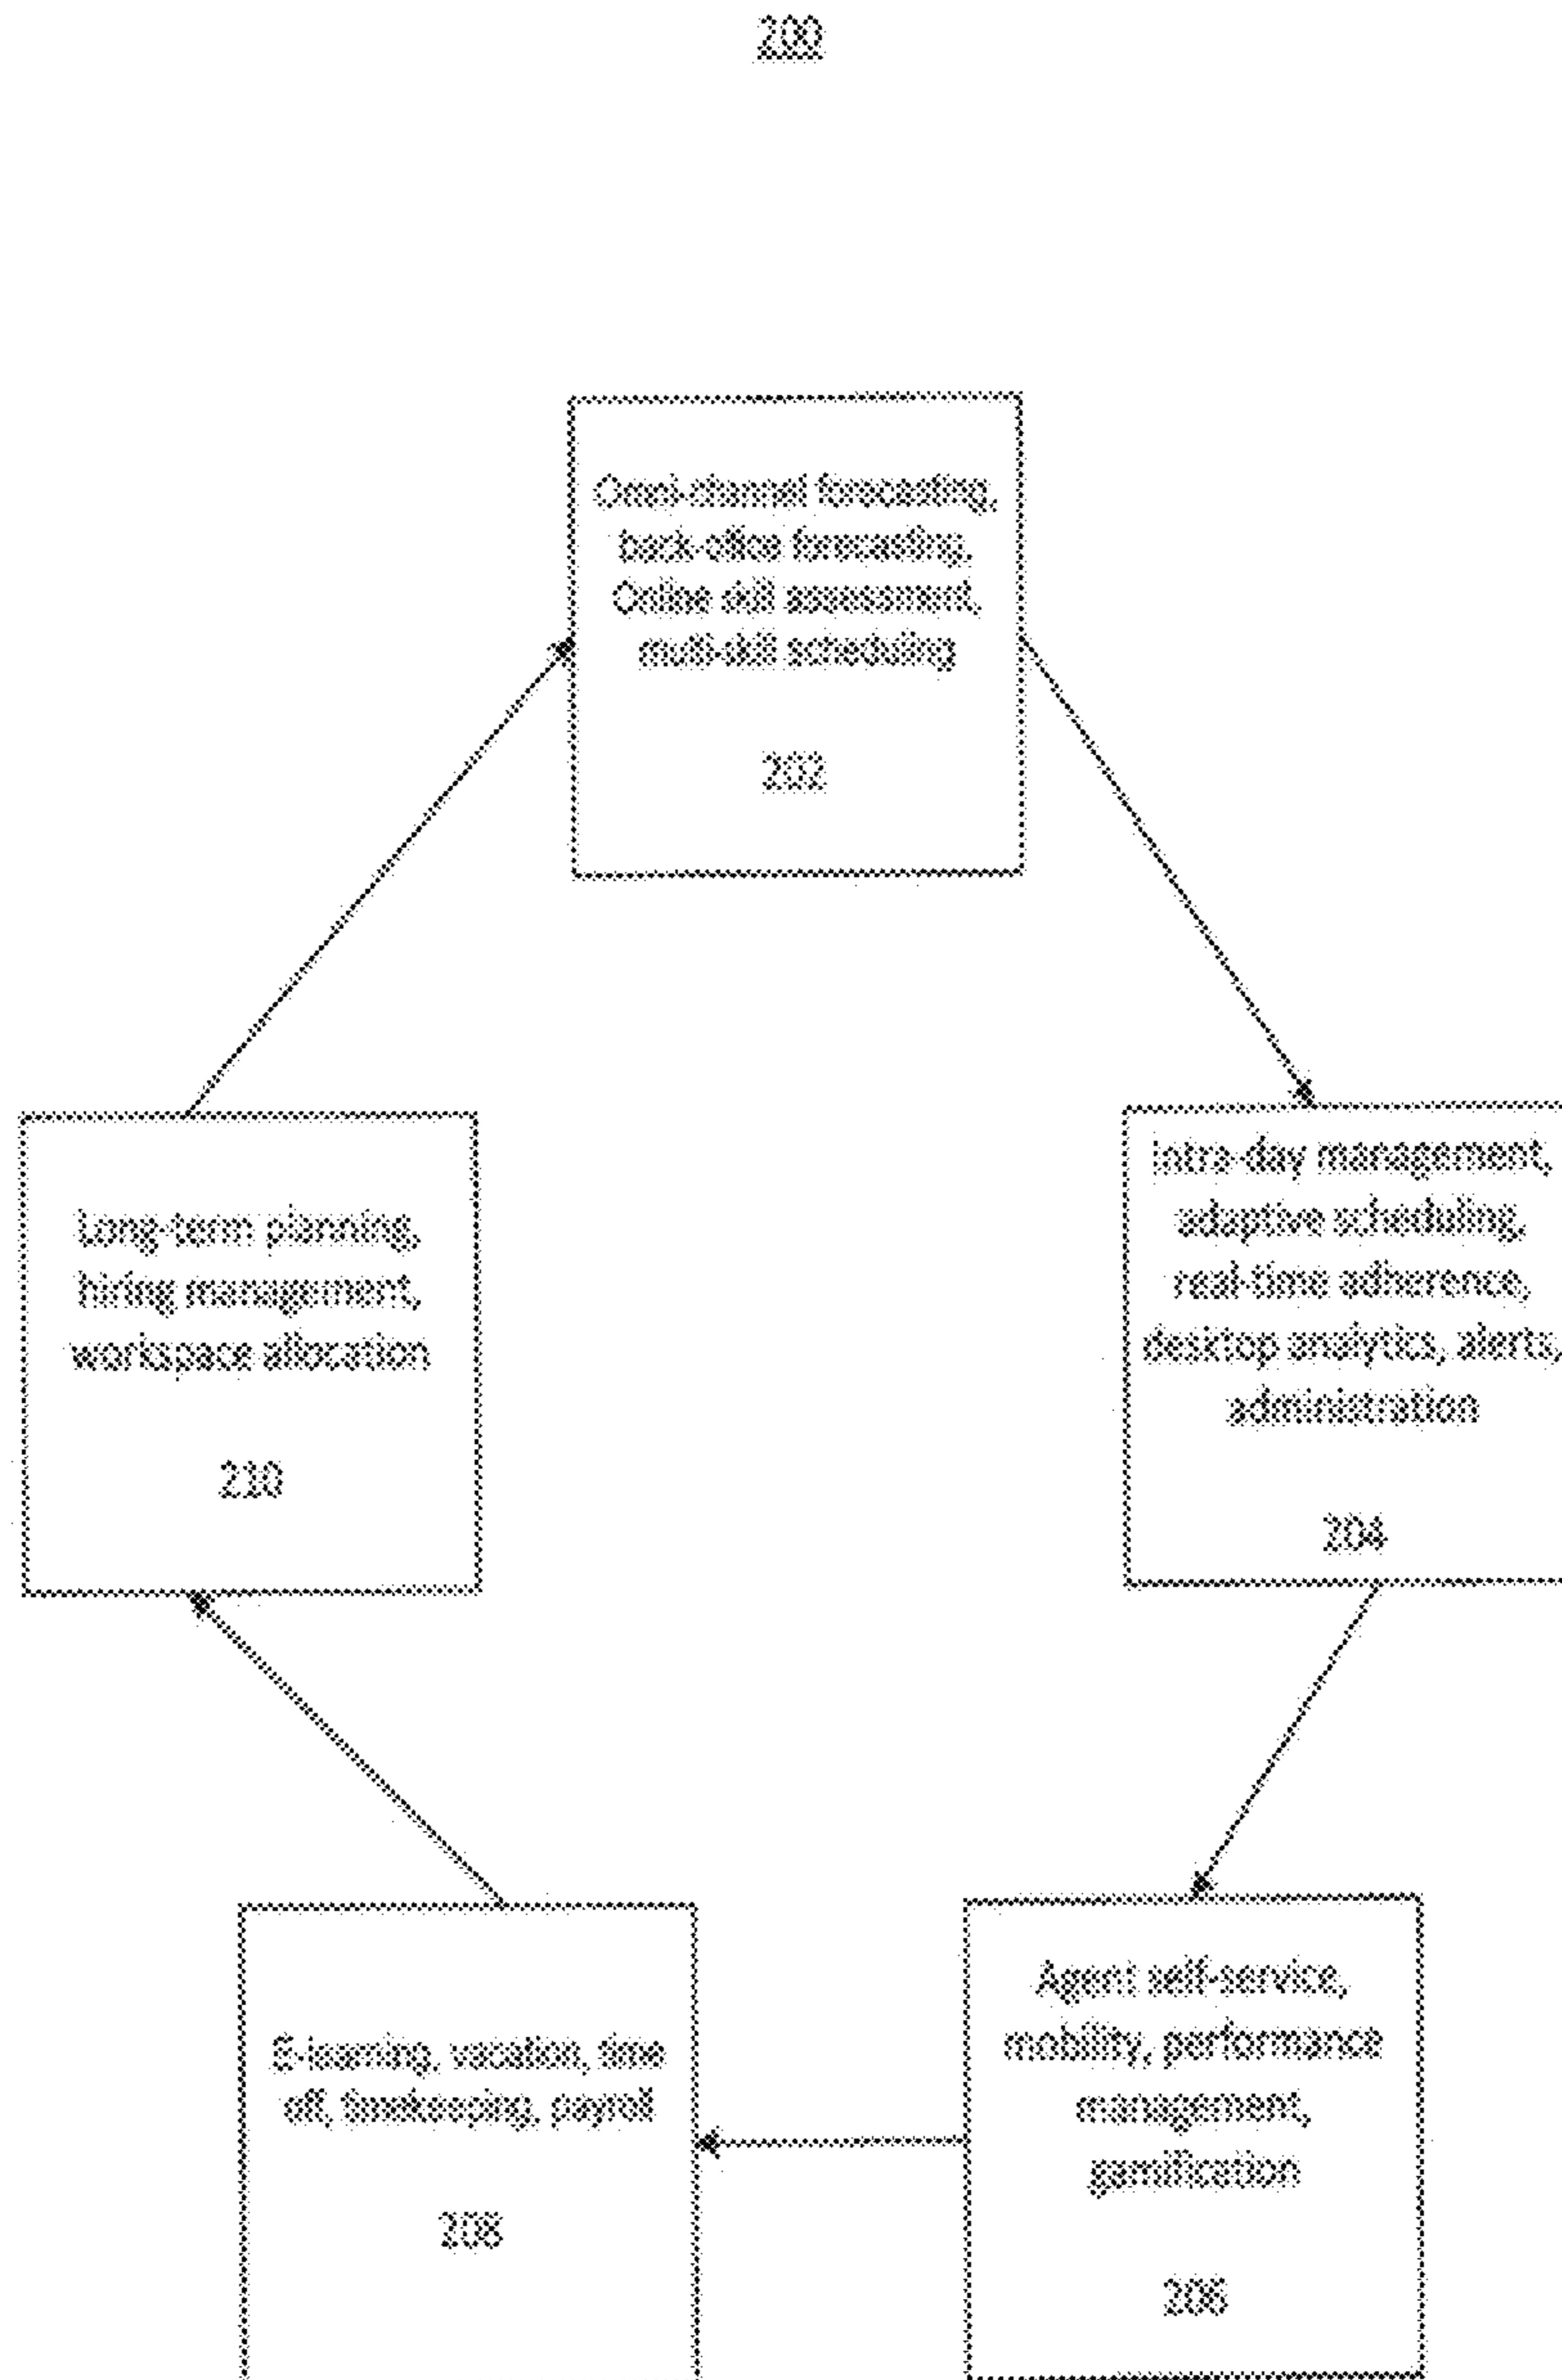 200
Omni-channel forecasting,
back-office forecasting,
Online skill assessment,
multi-skill scheduling
202
Intra-day management,
adaptive scheduling,
real-time adherence,
desktop analytics, alerts,
administration
204
Long-term planning,
hiring management,
workspace allocation
210
Agent self-service,
mobility, performance
management,
gamification
206
E-learning, vacation, time
off, timekeeping, payroll
208